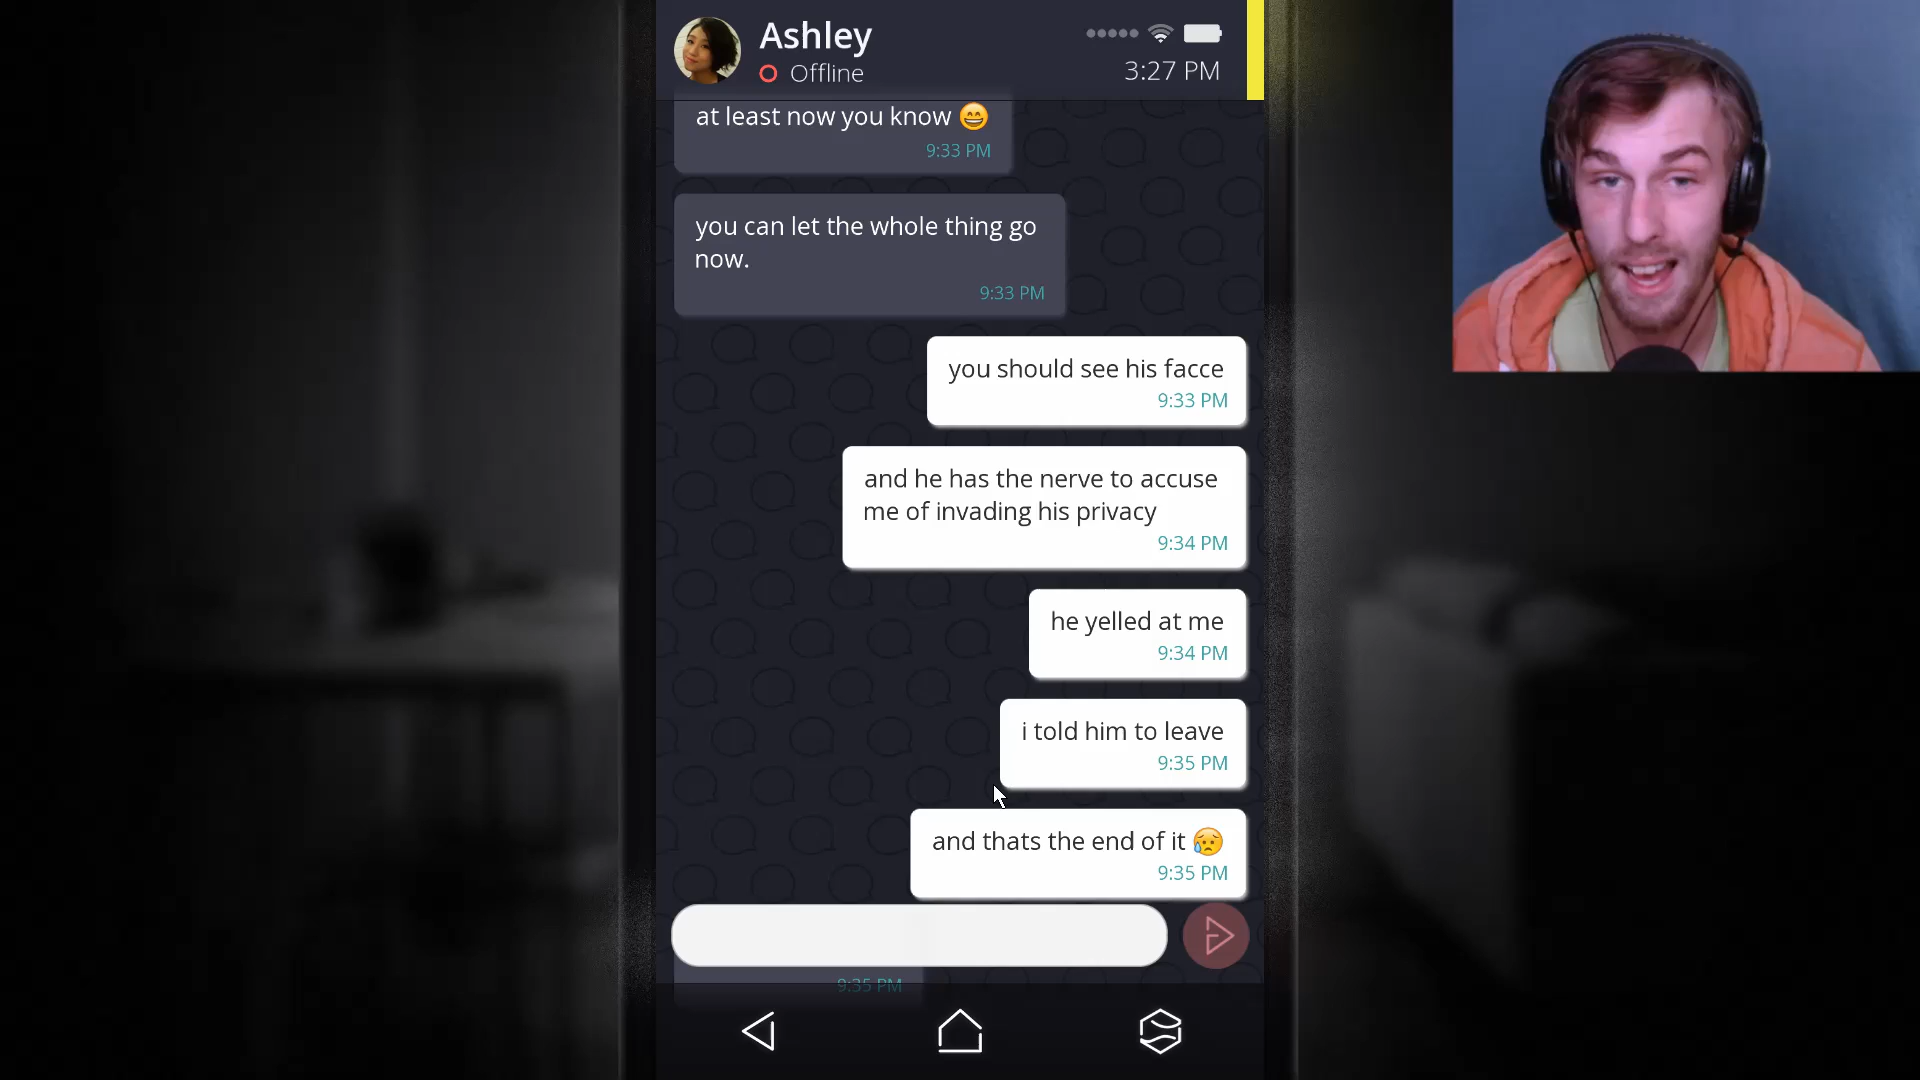 Ashley
Offline
3:27 PM
at least now you know 😄
9:33 PM
you can let the whole thing go
now.
9:33 PM
you should see his facce
9:33 PM
and he has the nerve to accuse
me of invading his privacy
9:34 PM
he yelled at me
9:34 PM
i told him to leave
9:35 PM
and thats the end of it 😥
9:35 PM
9:35 PM